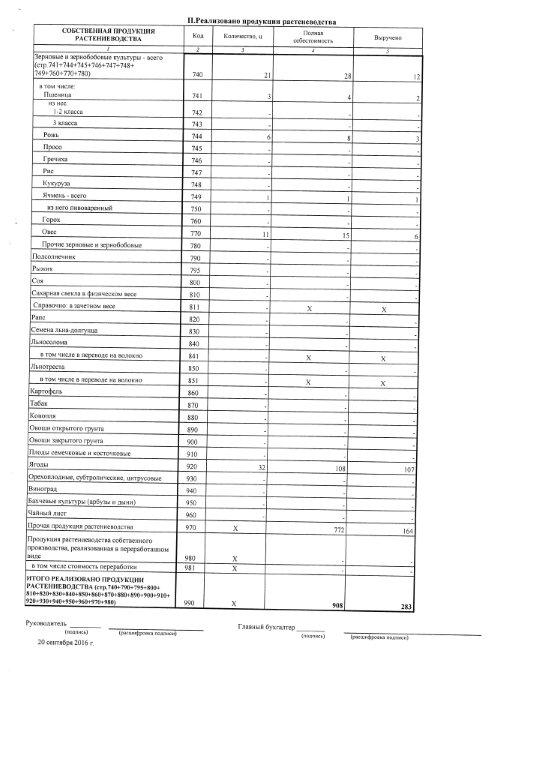 II.Реализовано продукции растеневодства
СОБСТВЕННАЯ ПРОДУКЦИЯ РАСТЕНИЕВОДСТВА Код Количество, ц Полная себестоимость Выручено
1 2 3 4 5
Зерновые и зернобобовые культуры - всего
(стр.741+744+745+746+747+748+
749+760+770+780) 740 21 28 12
в том числе:
Пшеница 741 3 4 2
из нее
1-2 класса 742 - - -
3 класса 743 - - -
Рожь 744 6 8 3
Просо 745 - - -
Гречиха 746 - - -
Рис 747 - - -
Кукуруза 748 - - -
Ячмень - всего 749 1 1 1
из него пивоваренный 750 - - -
Горох 760 - - -
Овес 770 11 15 6
Прочие зерновые и зернобобовые 780 - - -
Подсолнечник 790 - - -
Рыжик 795 - - -
Соя 800 - - -
Сахарная свекла в физическом весе 810 - - -
Справочно: в зачетном весе 811 - X X
Рапс 820 - - -
Семена льна-долгунца 830 - - -
Льносолома 840 - - -
в том числе в переводе на волокно 841 - X X
Льнотреста 850 - - -
в том числе в переводе на волокно 851 - X X
Картофель 860 - - -
Табак 870 - - -
Конопля 880 - - -
Овощи открытого грунта 890 - - -
Овощи закрытого грунта 900 - - -
Плоды семечковые и косточковые 910 - - -
Ягоды 920 32 108 107
Орехоплодные, субтропические, цитрусовые 930 - - -
Виноград 940 - - -
Бахчевые культуры (арбузы и дыни) 950 - - -
Чайный лист 960 - - -
Прочая продукция растениеводства 970 X 772 164
Продукция растениеводства собственного
производства, реализованная в переработанном
виде 980 X - -
в том числе стоимость переработки 981 X - -
ИТОГО РЕАЛИЗОВАНО ПРОДУКЦИИ
РАСТЕНИЕВОДСТВА (стр.740+790+795+800+
810+820+830+840+850+860+870+880+890+900+910+
920+930+940+950+960+970+980) 990 X 908 283
Руководитель Главный бухгалтер
(подпись) (расшифровка подписи) (подпись) (расшифровка подписи)
20 сентября 2016 г.